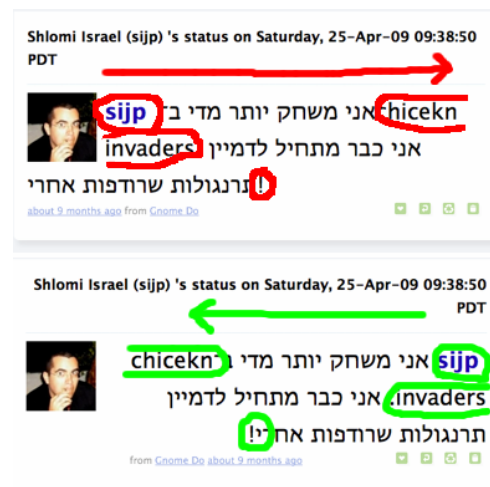 Shlomi Israel (sijp) 's status on Saturday, 25-Apr-09 09:38:50
PDT
sijp אני משחק יותר מדי ב־chicekn
invaders. אני כבר מתחיל לדמיין
תרנגולות שרודפות אחרי!
about 9 months ago from Gnome Do
Shlomi Israel (sijp) 's status on Saturday, 25-Apr-09 09:38:50
PDT
sijp אני משחק יותר מדי ב־chicekn
invaders. אני כבר מתחיל לדמיין
תרנגולות שרודפות אחרי!
from Gnome Do about 9 months ago